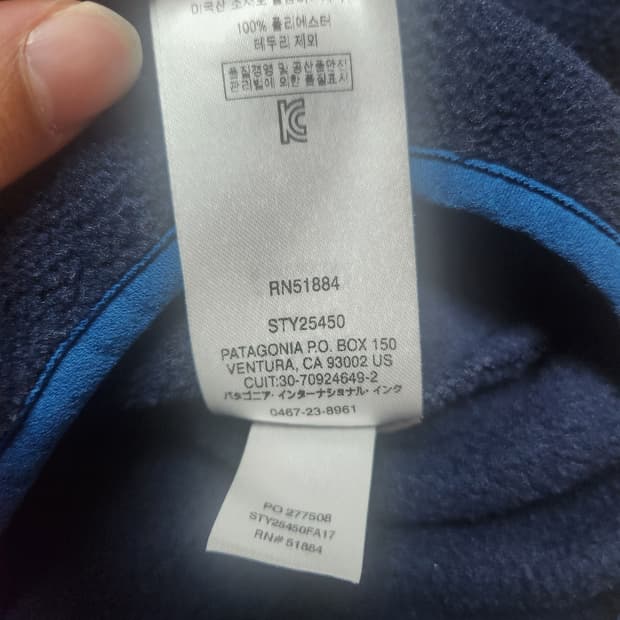 미국산
100% 폴리에스터
테두리 제외
품질경영 및 공산품안전
관리법에 의한 품질표시
RN51884
STY25450
PATAGONIA P.O. BOX 150
VENTURA, CA 93002 US
CUIT:30-70924649-2
パタゴニア・インターナショナル・インク
0467-23-8961
PO 277508
STY25450FA17
RN# 51884